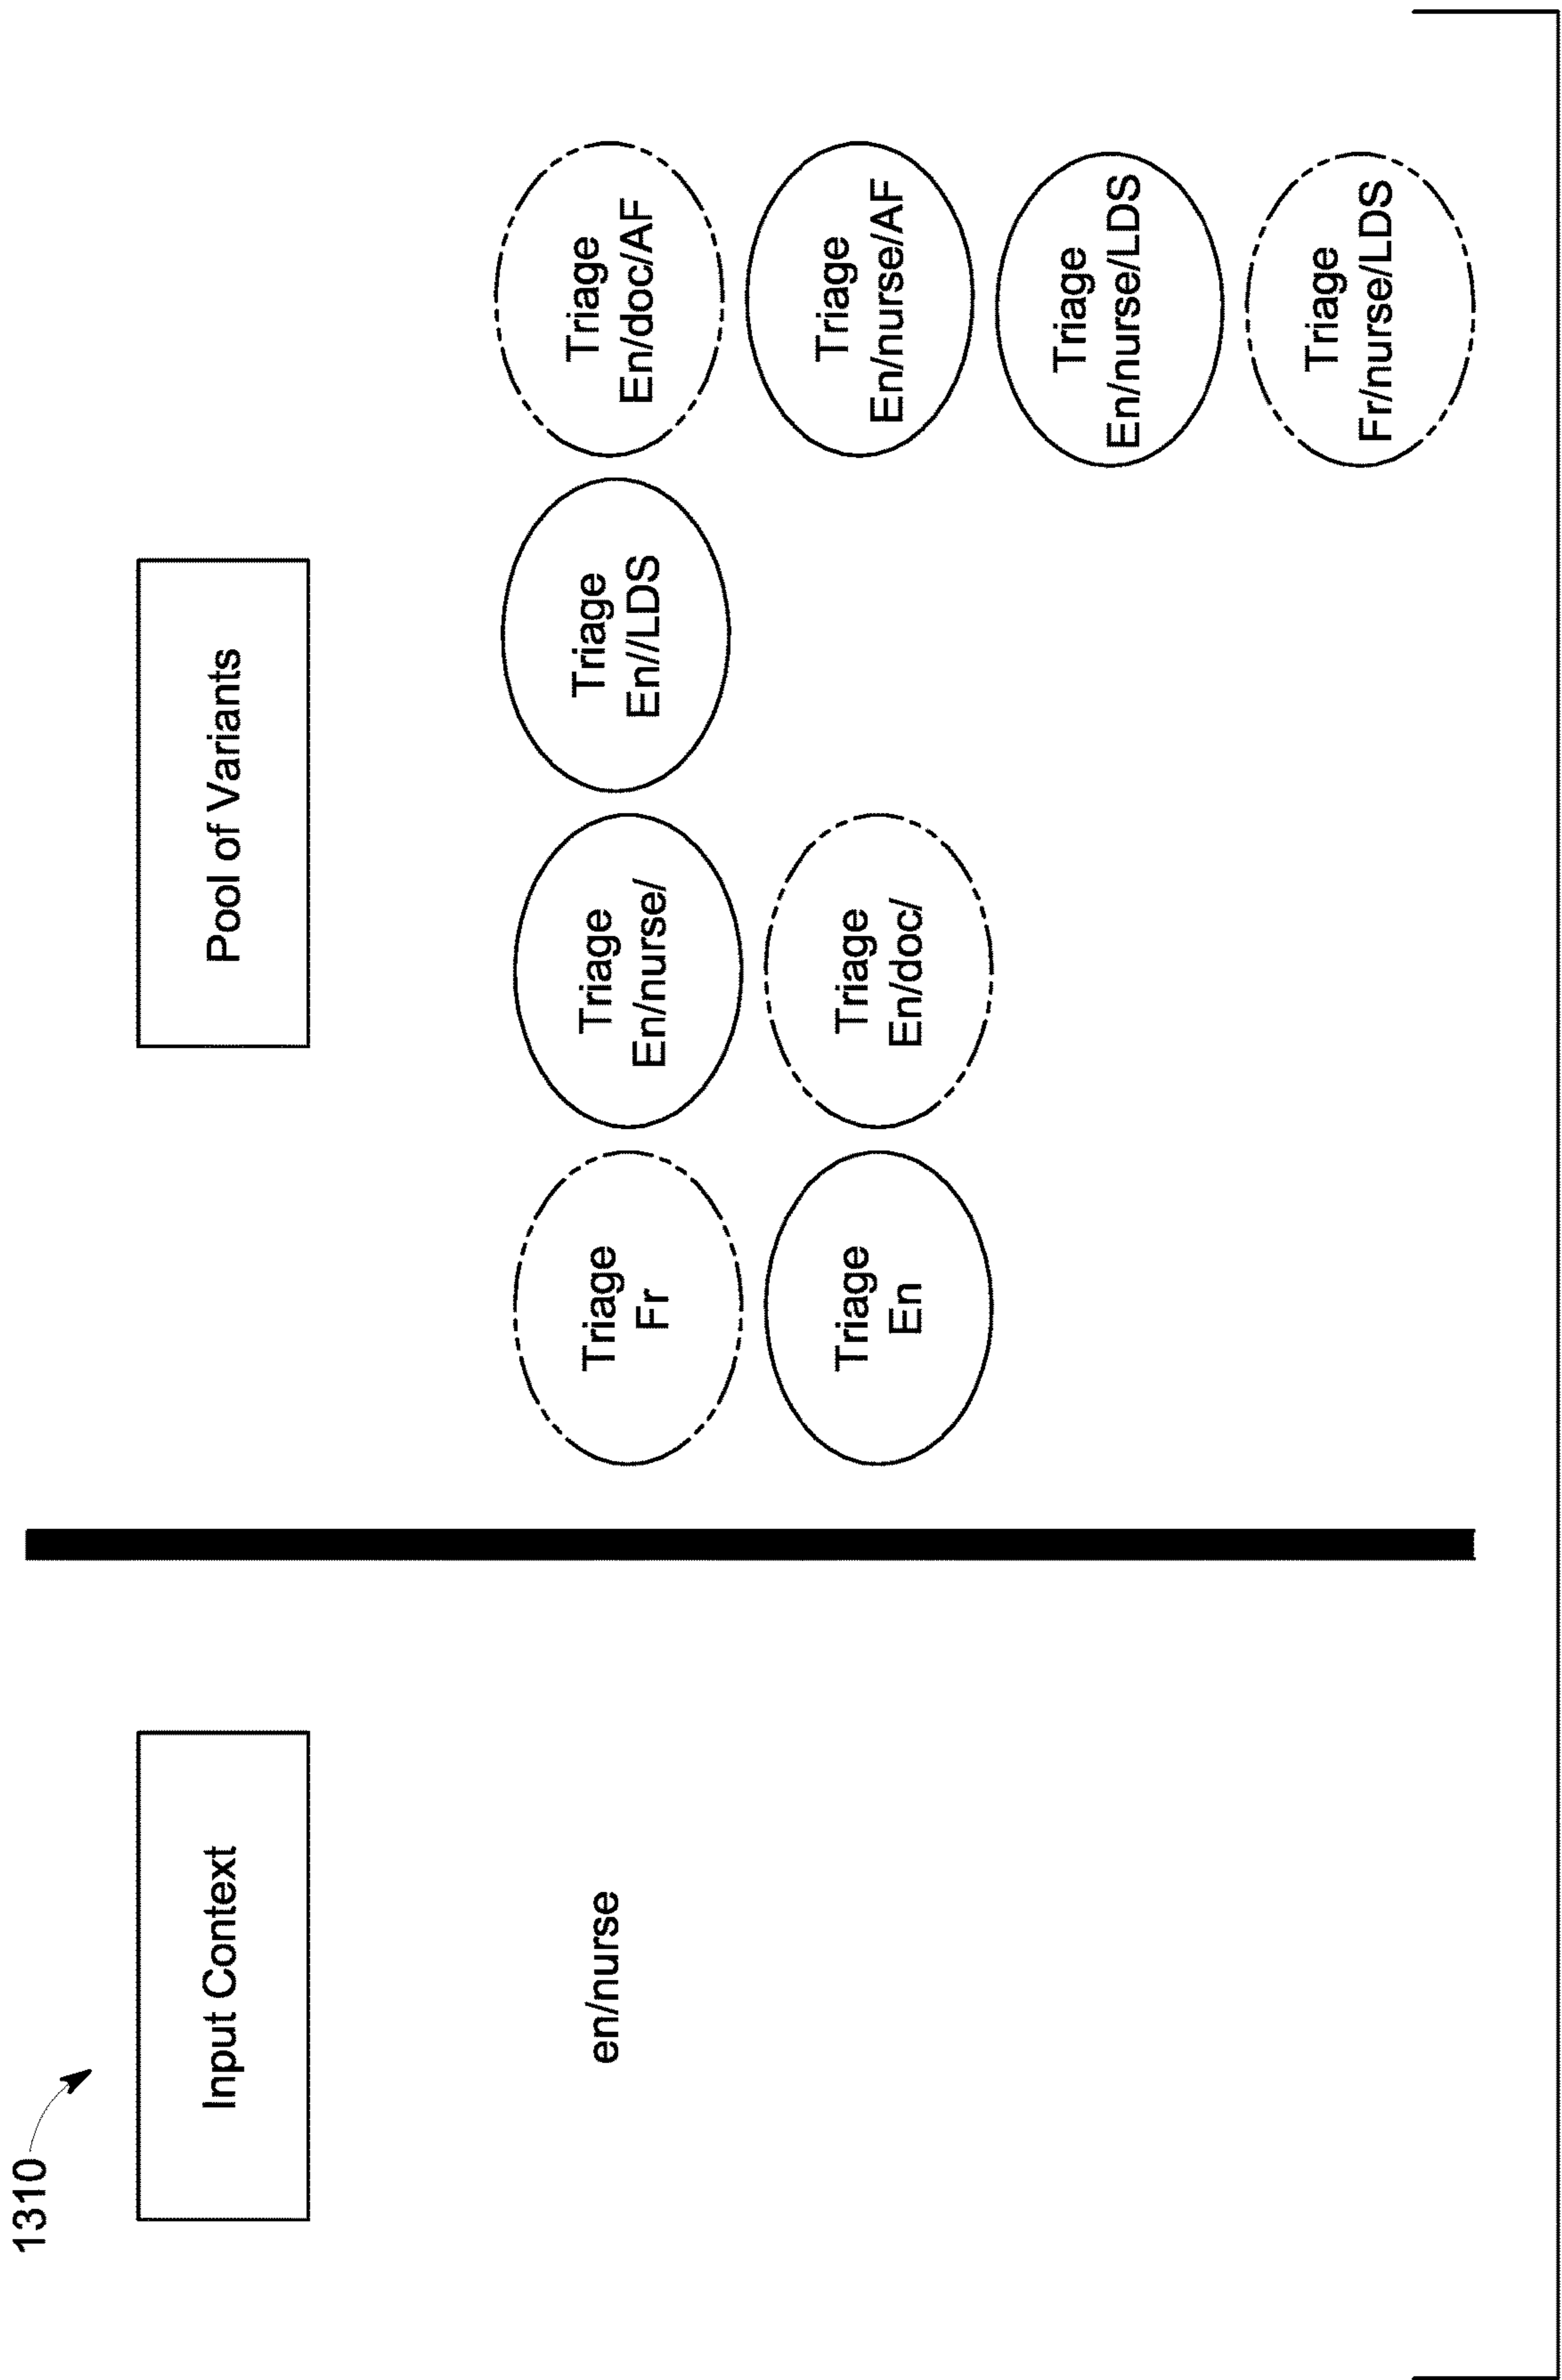 1310
Input Context
Pool of Variants
en/nurse
Triage
Fr
Triage
En/nurse/
Triage
En//LDS
Triage
En/doc/AF
Triage
En
Triage
En/doc/
Triage
En/nurse/AF
Triage
En/nurse/LDS
Triage
Fr/nurse/LDS